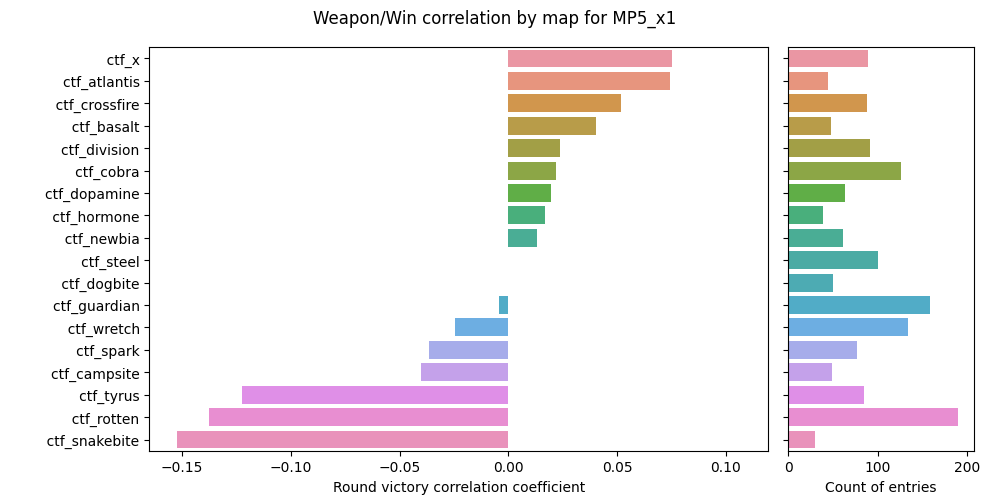 Weapon/Win correlation by map for MP5_x1
ctf_x
ctf_atlantis
ctf_crossfire
ctf_basalt
ctf_division
ctf_cobra
ctf_dopamine
ctf_hormone
ctf_newbia
ctf_steel
ctf_dogbite
ctf_guardian
ctf_wretch
ctf_spark
ctf_campsite
ctf_tyrus
ctf_rotten
ctf_snakebite
−0.15 −0.10 −0.05 0.00 0.05 0.10
Round victory correlation coefficient
0 100 200
Count of entries